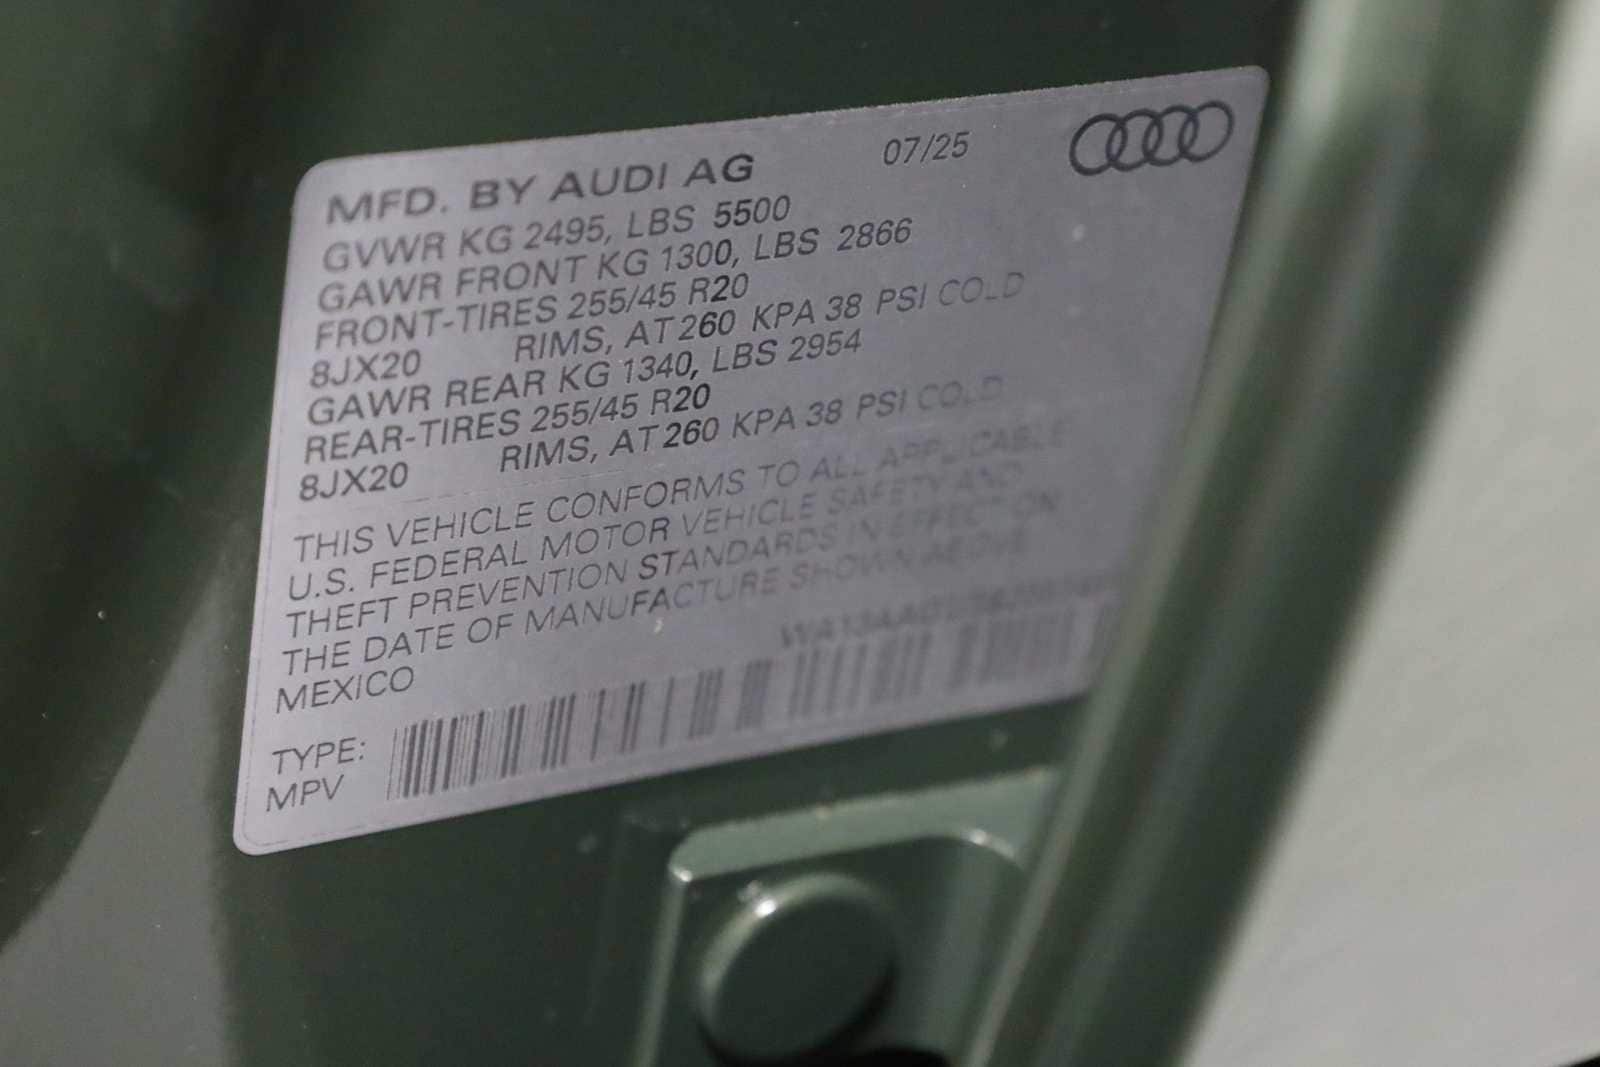 MFD. BY AUDI AG 07/25
GVWR KG 2495, LBS 5500
GAWR FRONT KG 1300, LBS 2866
FRONT-TIRES 255/45 R20
8JX20 RIMS, AT 260 KPA 38 PSI COLD
GAWR REAR KG 1340, LBS 2954
REAR-TIRES 255/45 R20
8JX20 RIMS, AT 260 KPA 38 PSI COLD
THIS VEHICLE CONFORMS TO ALL APPLICABLE
U.S. FEDERAL MOTOR VEHICLE SAFETY AND
THEFT PREVENTION STANDARDS IN EFFECT ON
THE DATE OF MANUFACTURE SHOWN ABOVE
MEXICO
TYPE:
MPV